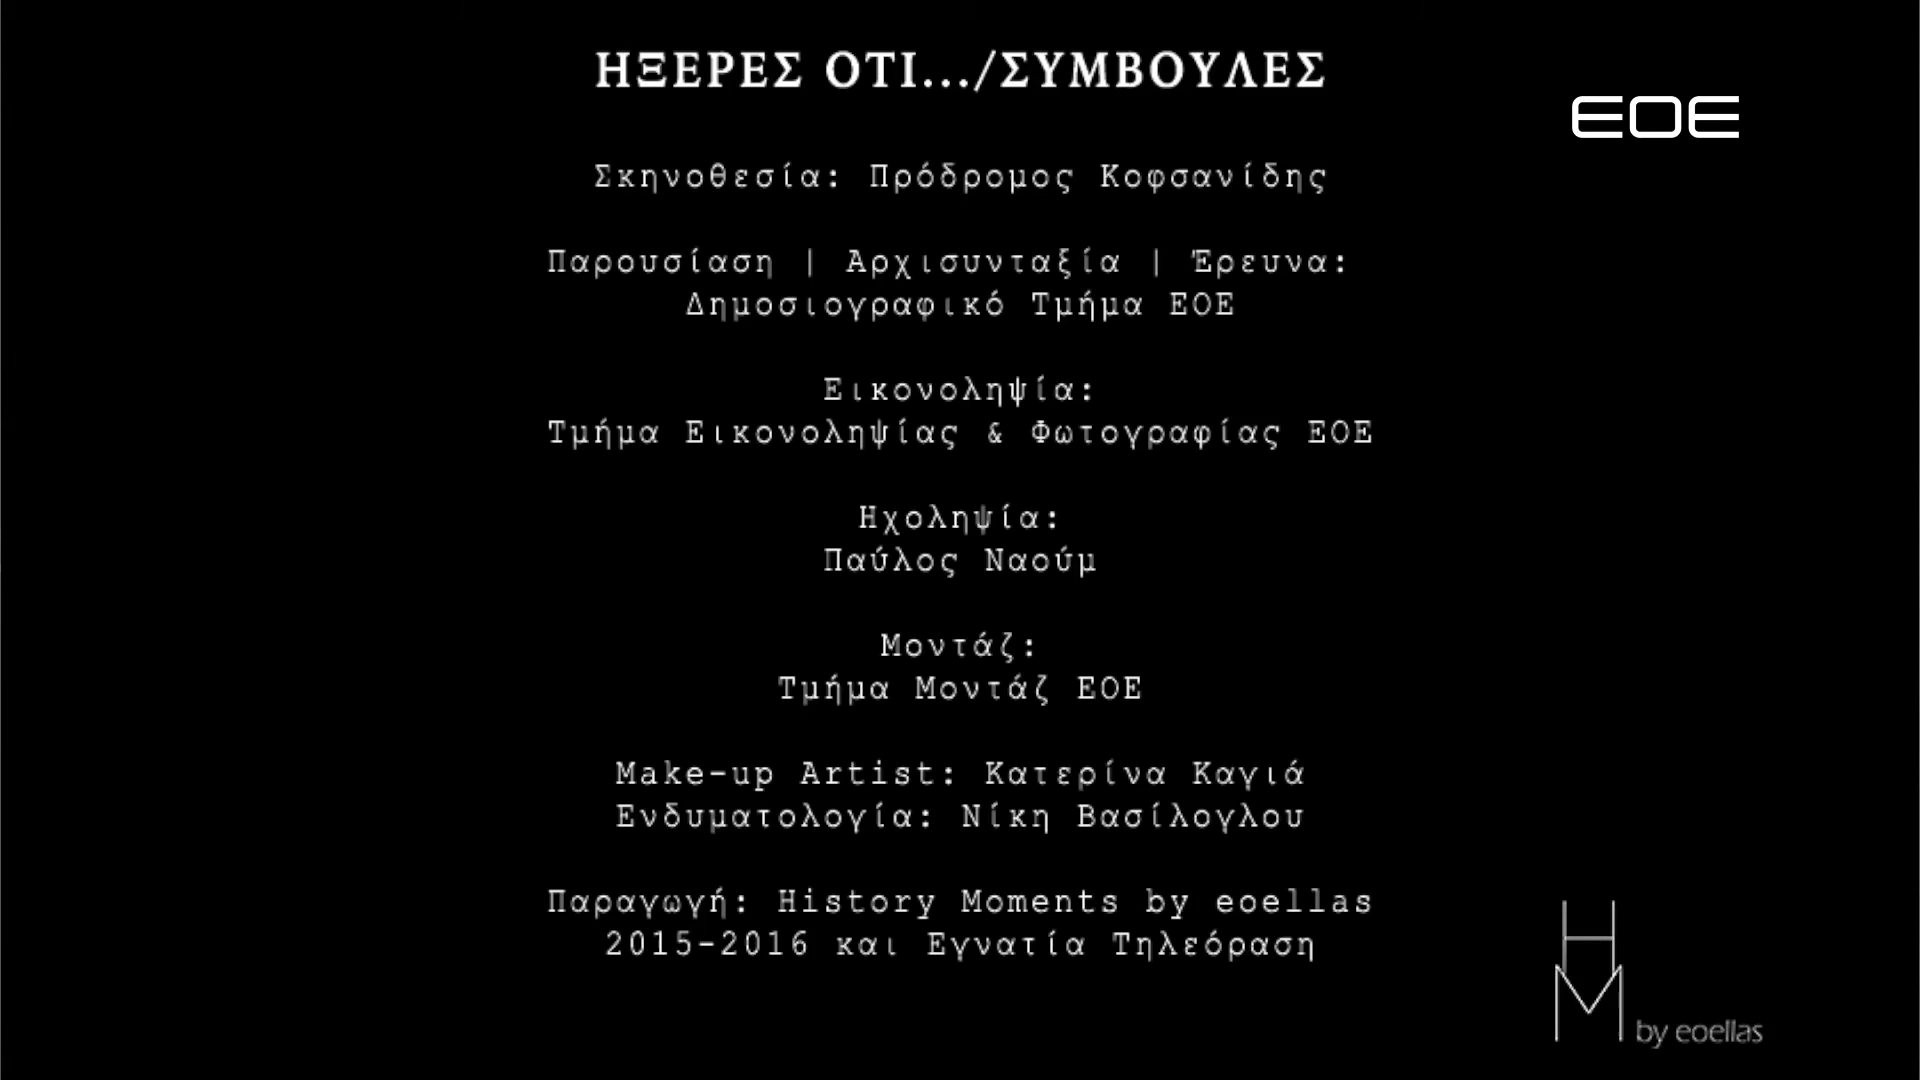 ΗΞΕΡΕΣ ΟΤΙ.../ΣΥΜΒΟΥΛΕΣ
EOE
Σκηνοθεσία: Πρόδρομος Κοφσανίδης
Παρουσίαση | Αρχισυνταξία | Έρευνα:
Δημοσιογραφικό Τμήμα ΕΟΕ
Εικονοληψία:
Τμήμα Εικονοληψίας & Φωτογραφίας ΕΟΕ
Ηχοληψία:
Παύλος Ναούμ
Μοντάζ:
Τμήμα Μοντάζ ΕΟΕ
Make-up Artist: Κατερίνα Καγιά
Ενδυματολογία: Νίκη Βασίλογλου
Παραγωγή: History Moments by eoellas
2015-2016 και Εγνατία Τηλεόραση
H
M by eoellas